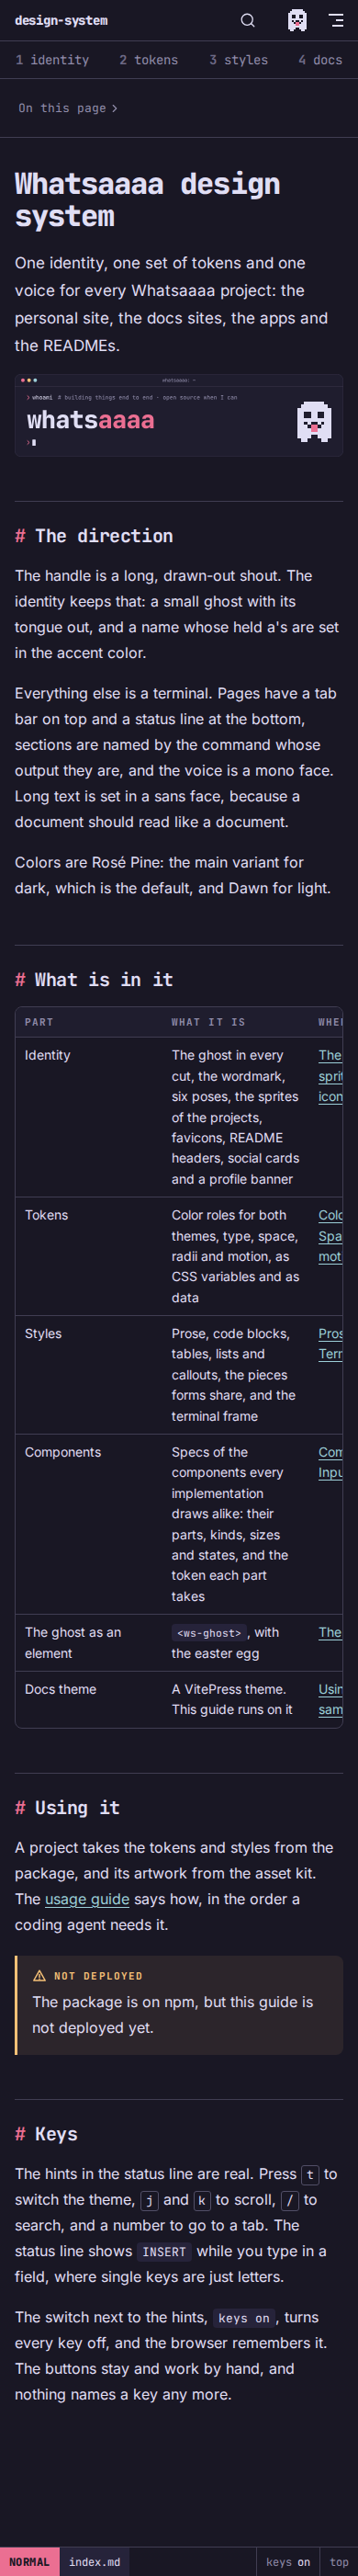 design-system
1 identity 2 tokens 3 styles 4 docs
On this page
Whatsaaaa design
system
One identity, one set of tokens and one
voice for every Whatsaaaa project: the
personal site, the docs sites, the apps and
the READMEs.
whatsaaaa: ~
whoami # building things end to end · open source when I can
whatsaaaa
# The direction
The handle is a long, drawn-out shout. The
identity keeps that: a small ghost with its
tongue out, and a name whose held a's are set
in the accent color.
Everything else is a terminal. Pages have a tab
bar on top and a status line at the bottom,
sections are named by the command whose
output they are, and the voice is a mono face.
Long text is set in a sans face, because a
document should read like a document.
Colors are Rosé Pine: the main variant for
dark, which is the default, and Dawn for light.
# What is in it
PART WHAT IT IS
Identity The ghost in every The
cut, the wordmark,
six poses, the sprites
of the projects,
favicons, README
headers, social cards
and a profile banner
Tokens Color roles for both
themes, type, space,
radii and motion, as
CSS variables and as
data
Styles Prose, code blocks,
tables, lists and
callouts, the pieces
forms share, and the
terminal frame
Components Specs of the
components every
implementation
draws alike: their
parts, kinds, sizes
and states, and the
token each part
takes
The ghost as an <ws-ghost>, with The
element the easter egg
Docs theme A VitePress theme.
This guide runs on it
# Using it
A project takes the tokens and styles from the
package, and its artwork from the asset kit.
The usage guide says how, in the order a
coding agent needs it.
NOT DEPLOYED
The package is on npm, but this guide is
not deployed yet.
# Keys
The hints in the status line are real. Press t to
switch the theme, j and k to scroll, / to
search, and a number to go to a tab. The
status line shows INSERT while you type in a
field, where single keys are just letters.
The switch next to the hints, keys on, turns
every key off, and the browser remembers it.
The buttons stay and work by hand, and
nothing names a key any more.
NORMAL index.md keys on top